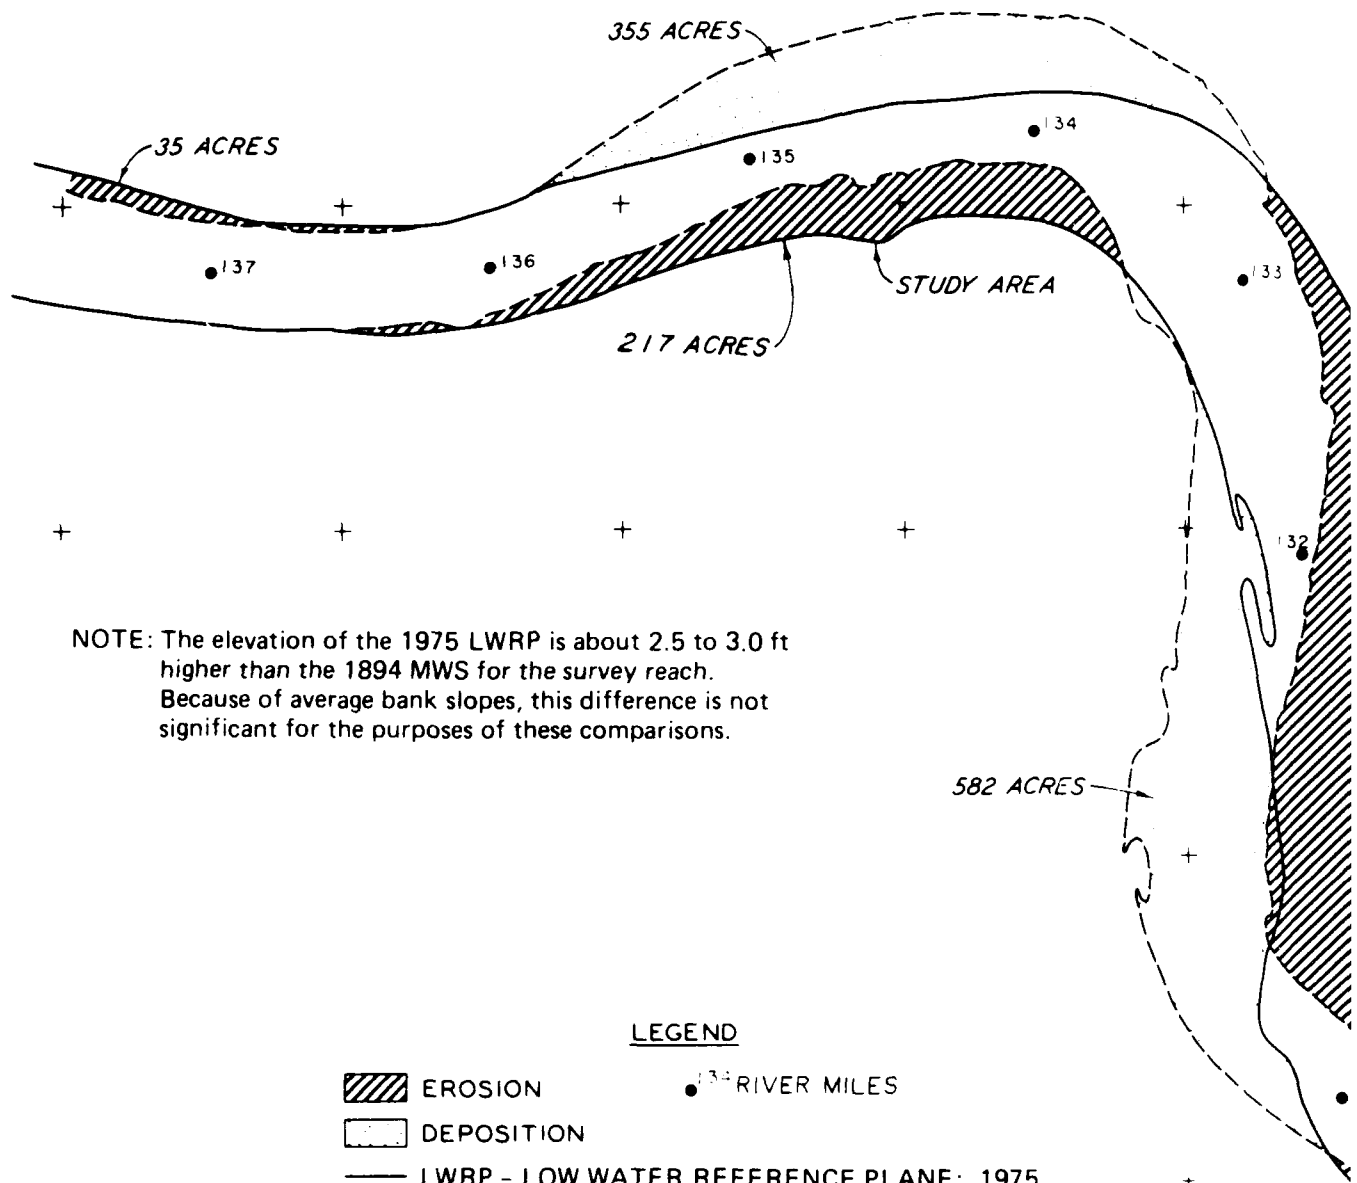 355 ACRES
35 ACRES
134
135
137
136
133
STUDY AREA
217 ACRES
132
NOTE: The elevation of the 1975 LWRP is about 2.5 to 3.0 ft
higher than the 1894 MWS for the survey reach.
Because of average bank slopes, this difference is not
significant for the purposes of these comparisons.
582 ACRES
LEGEND
EROSION
134 RIVER MILES
DEPOSITION
LWRP - LOW WATER REFERENCE PLANE: 1975